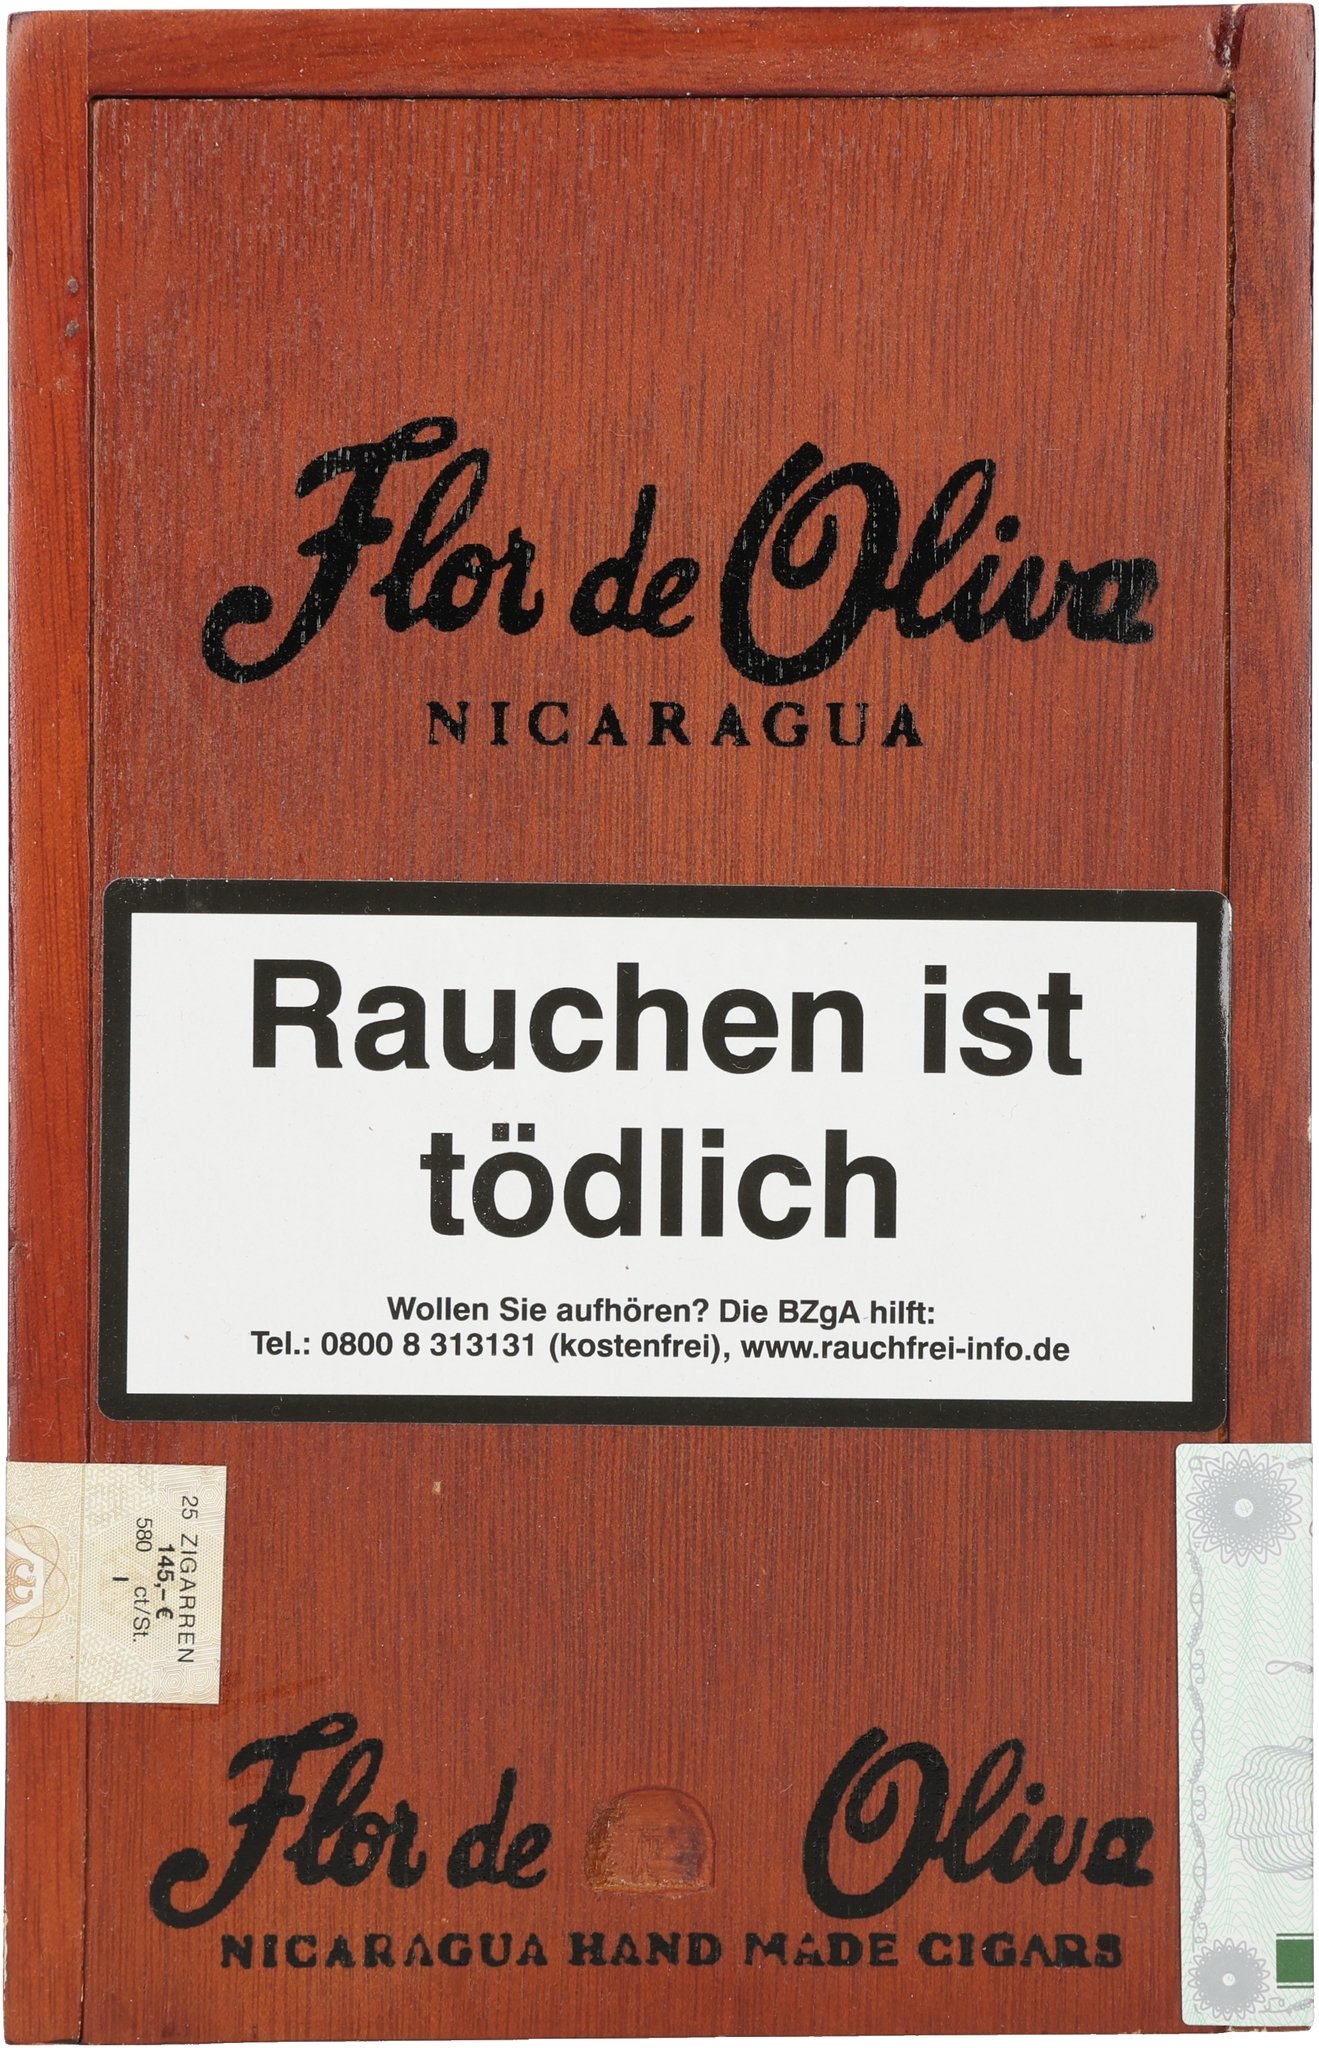 Flor de Oliva
NICARAGUA
Rauchen ist
tödlich
Wollen Sie aufhören? Die BZgA hilft:
Tel.: 0800 8 313131 (kostenfrei), www.rauchfrei-info.de
25 ZIGARREN
145,– €
580 ct/St.
I
Flor de Oliva
NICARAGUA HAND MADE CIGARS